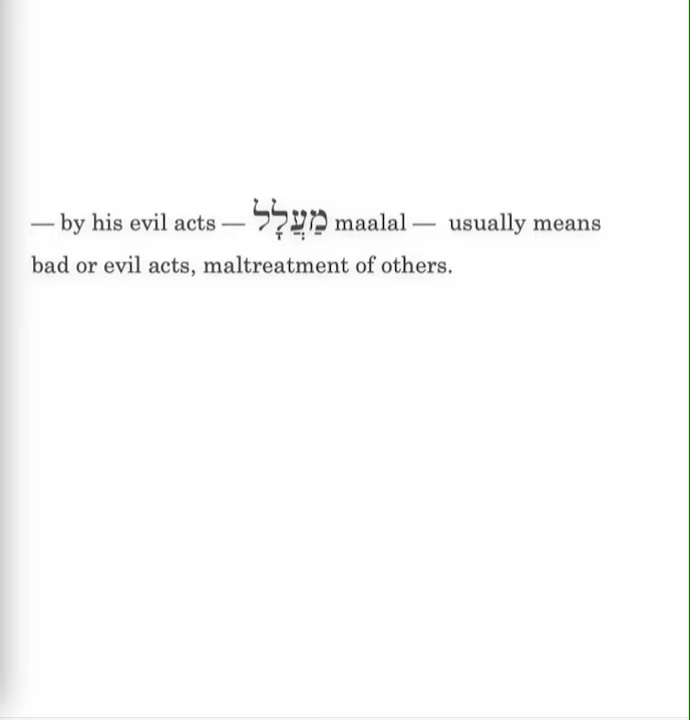 — by his evil acts — מַעֲלָל maalal — usually means
bad or evil acts, maltreatment of others.